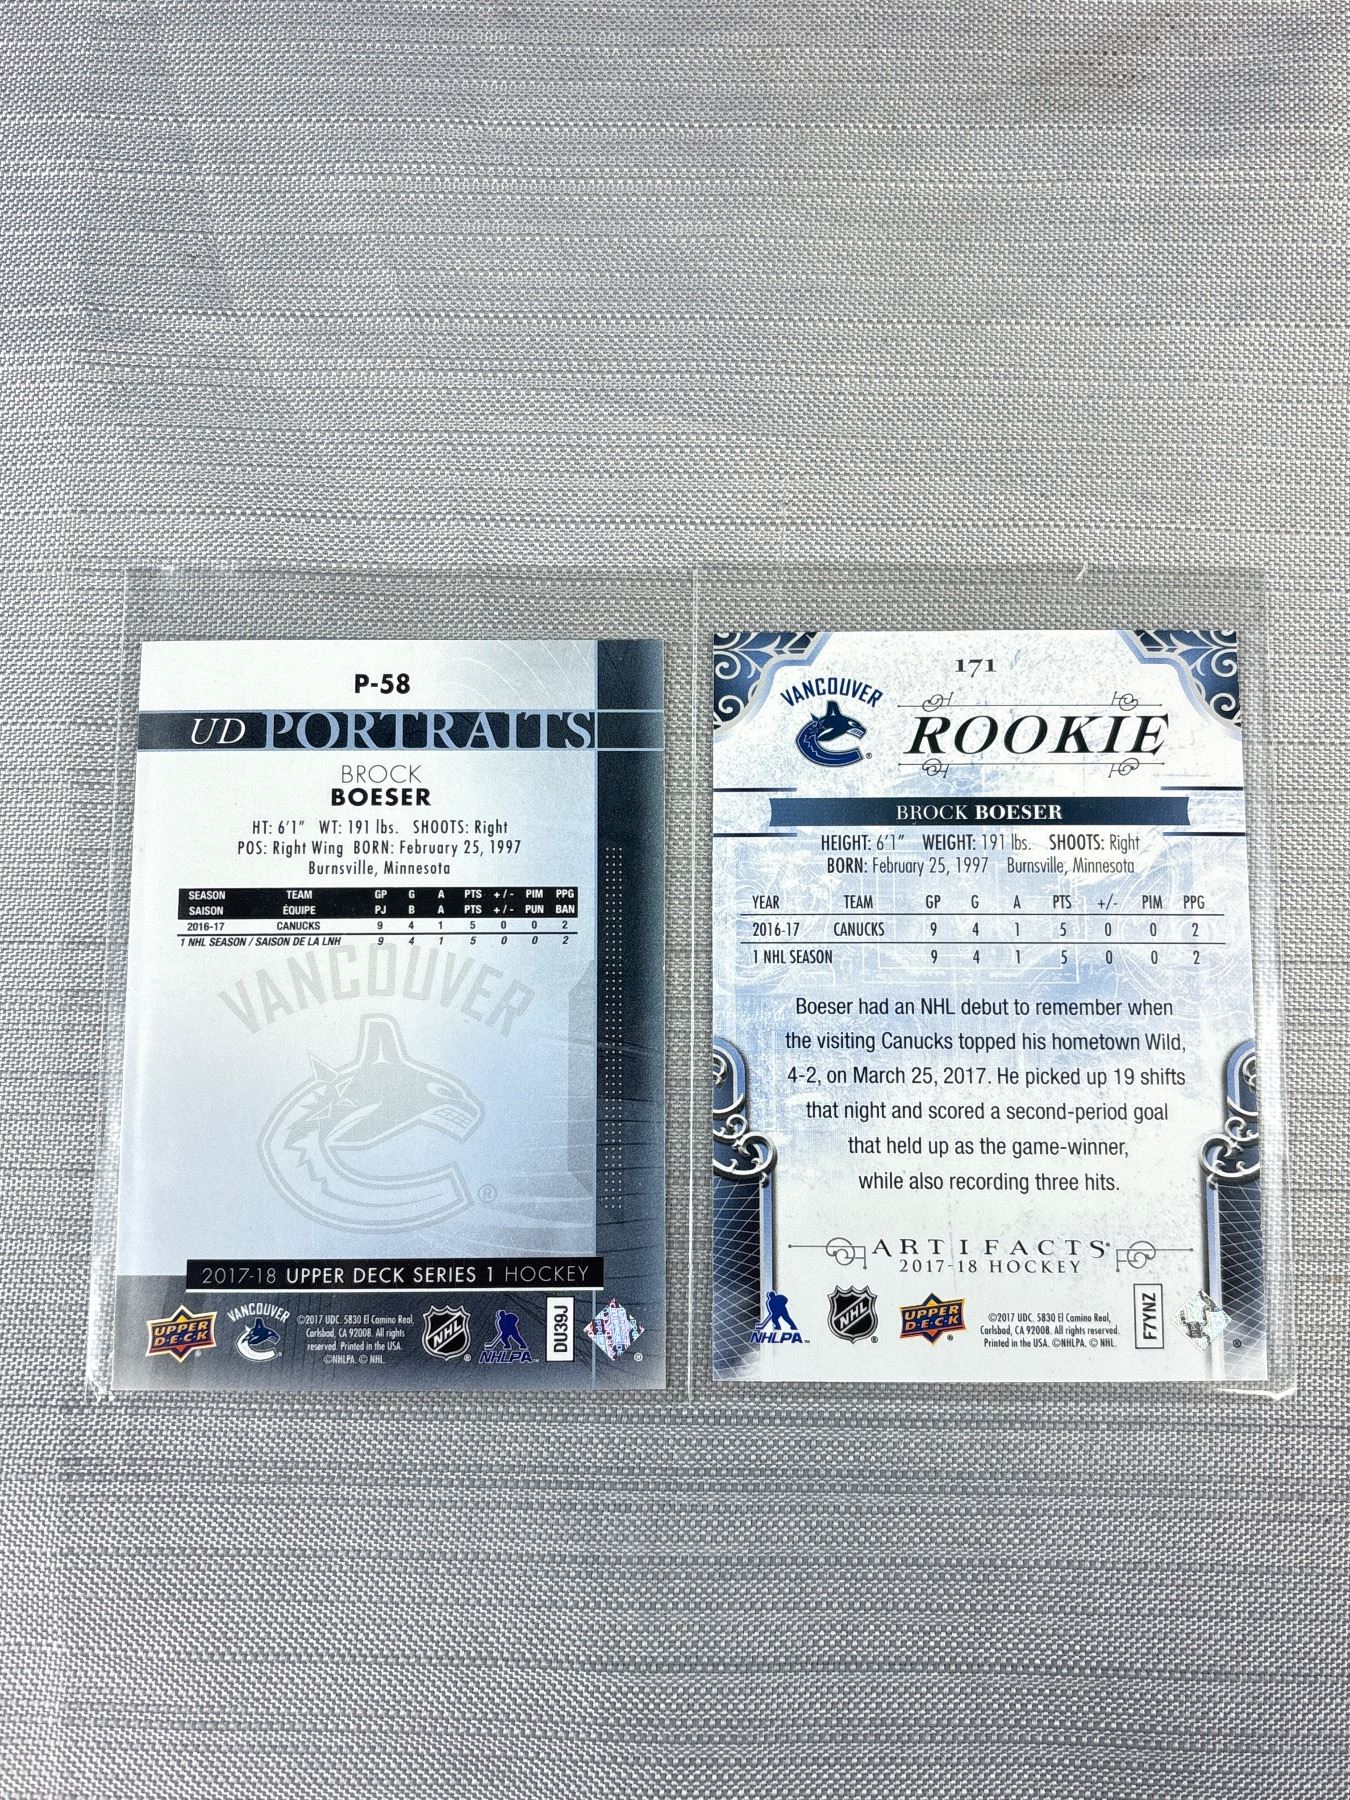 P-58
UD PORTRAITS
BROCK
BOESER
HT: 6'1" WT: 191 lbs. SHOOTS: Right
POS: Right Wing BORN: February 25, 1997
Burnsville, Minnesota
SEASON TEAM GP G A PTS +/- PIM PPG
SAISON ÉQUIPE PJ B A PTS +/- PUN BAN
2016-17 CANUCKS 9 4 1 5 0 0 2
1 NHL SEASON / SAISON DE LA LNH 9 4 1 5 0 0 2
VANCOUVER
®
2017-18 UPPER DECK SERIES 1 HOCKEY
UPPER DECK
VANCOUVER
©2017 UDC. 5830 El Camino Real,
Carlsbad, CA 92008. All rights
reserved. Printed in the USA.
©NHLPA. © NHL.
NHL
NHLPA
DU39J
171
VANCOUVER
ROOKIE
BROCK BOESER
HEIGHT: 6'1" WEIGHT: 191 lbs. SHOOTS: Right
BORN: February 25, 1997 Burnsville, Minnesota
YEAR TEAM GP G A PTS +/- PIM PPG
2016-17 CANUCKS 9 4 1 5 0 0 2
1 NHL SEASON 9 4 1 5 0 0 2
Boeser had an NHL debut to remember when
the visiting Canucks topped his hometown Wild,
4-2, on March 25, 2017. He picked up 19 shifts
that night and scored a second-period goal
that held up as the game-winner,
while also recording three hits.
ARTIFACTS
2017-18 HOCKEY
NHLPA
NHL
UPPER DECK
©2017 UDC. 5830 El Camino Real,
Carlsbad, CA 92008. All rights reserved.
Printed in the USA. ©NHLPA. © NHL.
F7YNZ